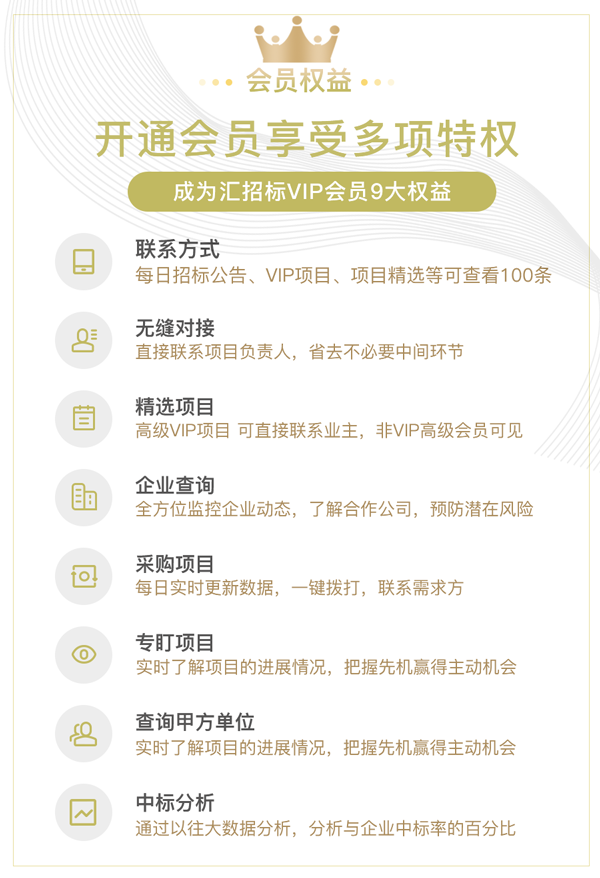 会员权益
开通会员享受多项特权
成为汇招标VIP会员9大权益
联系方式
每日招标公告、VIP项目、项目精选等可查看100条
无缝对接
直接联系项目负责人，省去不必要中间环节
精选项目
高级VIP项目 可直接联系业主，非VIP高级会员可见
企业查询
全方位监控企业动态，了解合作公司，预防潜在风险
采购项目
每日实时更新数据，一键拨打，联系需求方
专盯项目
实时了解项目的进展情况，把握先机赢得主动机会
查询甲方单位
实时了解项目的进展情况，把握先机赢得主动机会
中标分析
通过以往大数据分析，分析与企业中标率的百分比